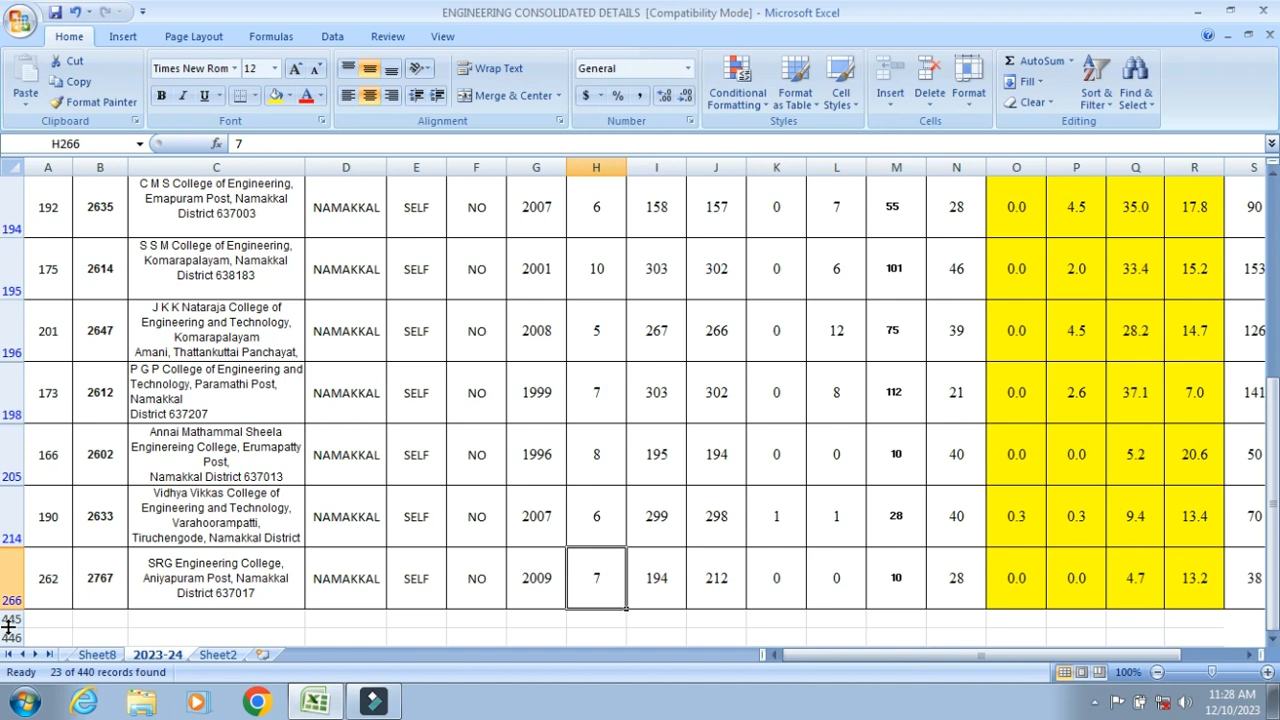 ENGINEERING CONSOLIDATED DETAILS [Compatibility Mode] - Microsoft Excel
Home Insert Page Layout Formulas Data Review View
Cut Times New Rom 12 A A Wrap Text General Σ AutoSum
Copy Fill
Paste Format Painter B I U A Merge & Center $ % , Conditional Formatting Format as Table Cell Styles Insert Delete Format Clear Sort & Filter Find & Select
Clipboard Font Alignment Number Styles Cells Editing
H266 fx 7
A B C D E F G H I J K L M N O P Q R S
194 192 2635 C M S College of Engineering, NAMAKKAL SELF NO 2007 6 158 157 0 7 55 28 0.0 4.5 35.0 17.8 90
Emapuram Post, Namakkal
District 637003
195 175 2614 S S M College of Engineering, NAMAKKAL SELF NO 2001 10 303 302 0 6 101 46 0.0 2.0 33.4 15.2 153
Komarapalayam, Namakkal
District 638183
196 201 2647 J K K Nataraja College of NAMAKKAL SELF NO 2008 5 267 266 0 12 75 39 0.0 4.5 28.2 14.7 126
Engineering and Technology,
Komarapalayam
Amani, Thattankuttai Panchayat,
198 173 2612 P G P College of Engineering and NAMAKKAL SELF NO 1999 7 303 302 0 8 112 21 0.0 2.6 37.1 7.0 141
Technology, Paramathi Post,
Namakkal
District 637207
205 166 2602 Annai Mathammal Sheela NAMAKKAL SELF NO 1996 8 195 194 0 0 10 40 0.0 0.0 5.2 20.6 50
Enginereing College, Erumapatty
Post,
Namakkal District 637013
214 190 2633 Vidhya Vikkas College of NAMAKKAL SELF NO 2007 6 299 298 1 1 28 40 0.3 0.3 9.4 13.4 70
Engineering and Technology,
Varahoorampatti,
Tiruchengode, Namakkal District
266 262 2767 SRG Engineering College, NAMAKKAL SELF NO 2009 7 194 212 0 0 10 28 0.0 0.0 4.7 13.2 38
Aniyapuram Post, Namakkal
District 637017
445
446
Sheet8 2023-24 Sheet2
Ready 23 of 440 records found 100%
11:28 AM
12/10/2023